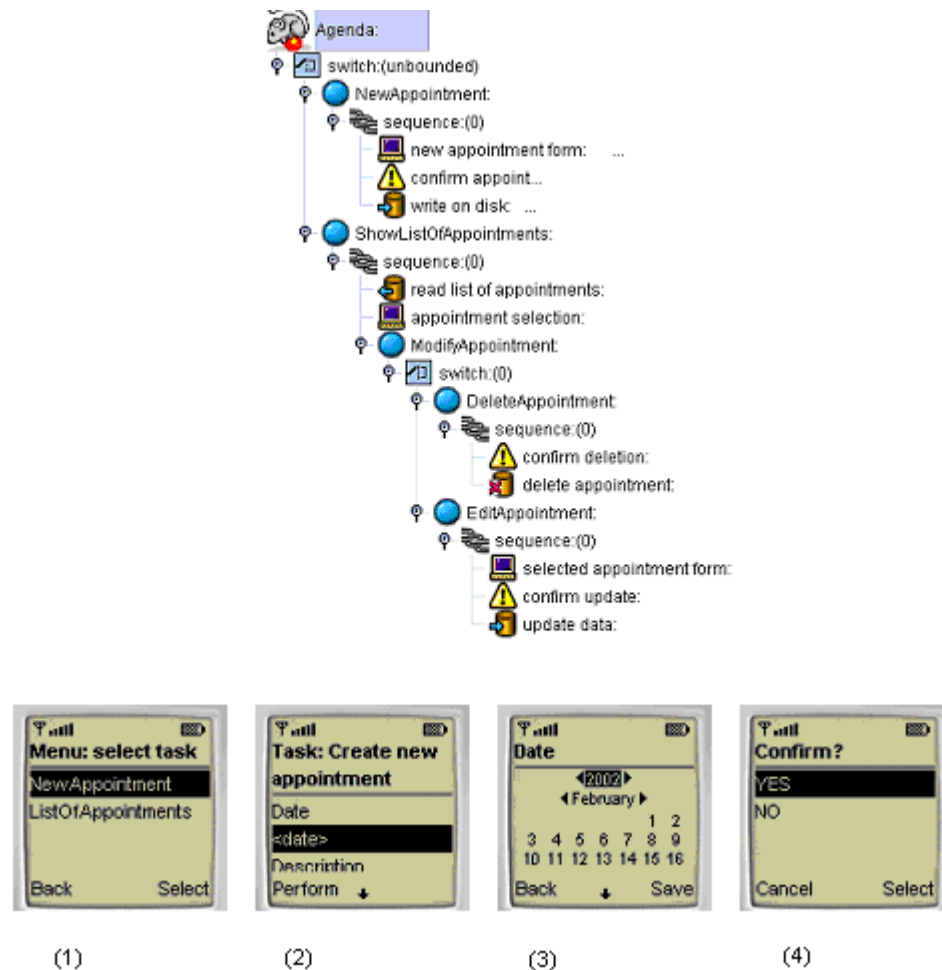 Agenda:
switch:(unbounded)
NewAppointment:
sequence:(0)
new appointment form: ...
confirm appoint...
write on disk: ...
ShowListOfAppointments:
sequence:(0)
read list of appointments:
appointment selection:
ModifyAppointment:
switch:(0)
DeleteAppointment:
sequence:(0)
confirm deletion:
delete appointment:
EditAppointment:
sequence:(0)
selected appointment form:
confirm update:
update data:
Menu: select task
NewAppointment
ListOfAppointments
Back Select
Task: Create new
appointment
Date
<date>
Description
Perform
Date
2002
February
1 2
3 4 5 6 7 8 9
10 11 12 13 14 15 16
Back Save
Confirm?
YES
NO
Cancel Select
(1) (2) (3) (4)